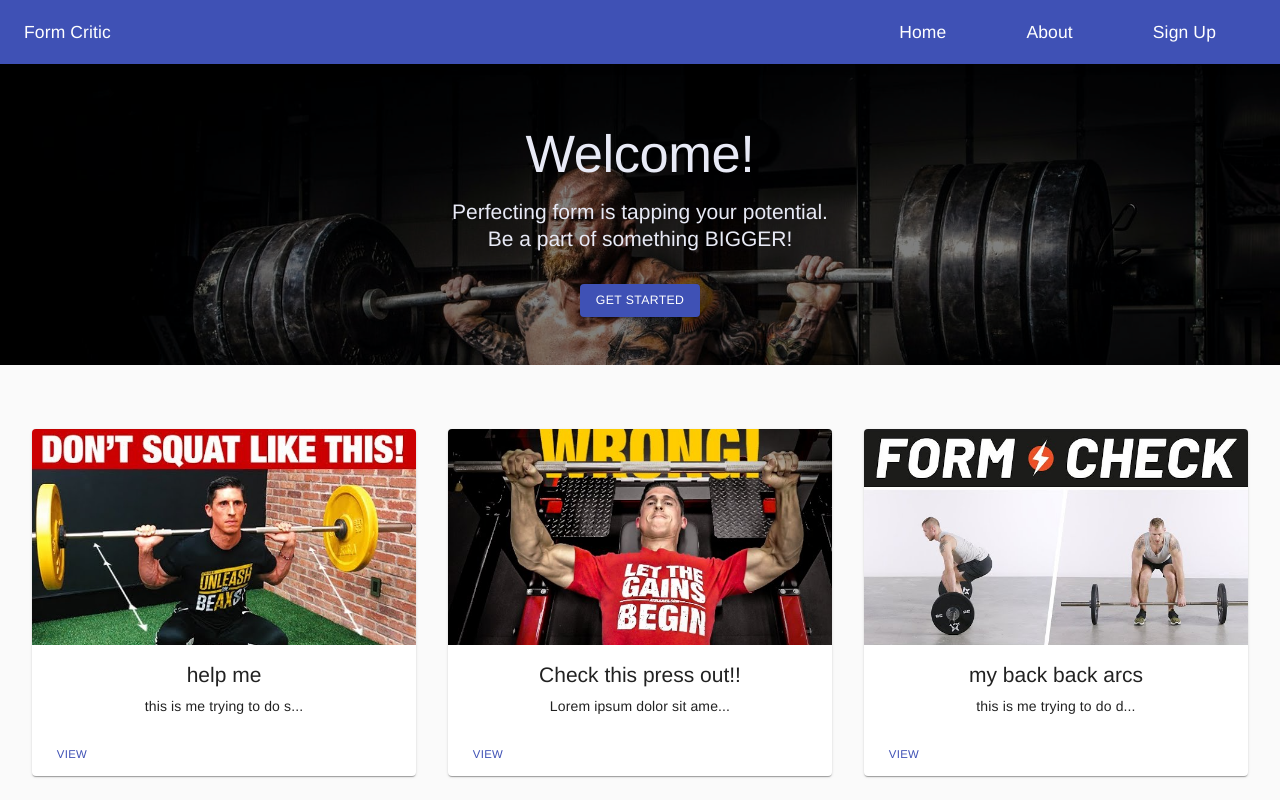 Form Critic
Home
About
Sign Up
Welcome!
Perfecting form is tapping your potential.
Be a part of something BIGGER!
GET STARTED
DON'T SQUAT LIKE THIS!
UNLEASH
BEAXST
help me
this is me trying to do s...
VIEW
WRONG!
LET THE
GAINS
BEGIN
Check this press out!!
Lorem ipsum dolor sit ame...
VIEW
FORM CHECK
my back back arcs
this is me trying to do d...
VIEW